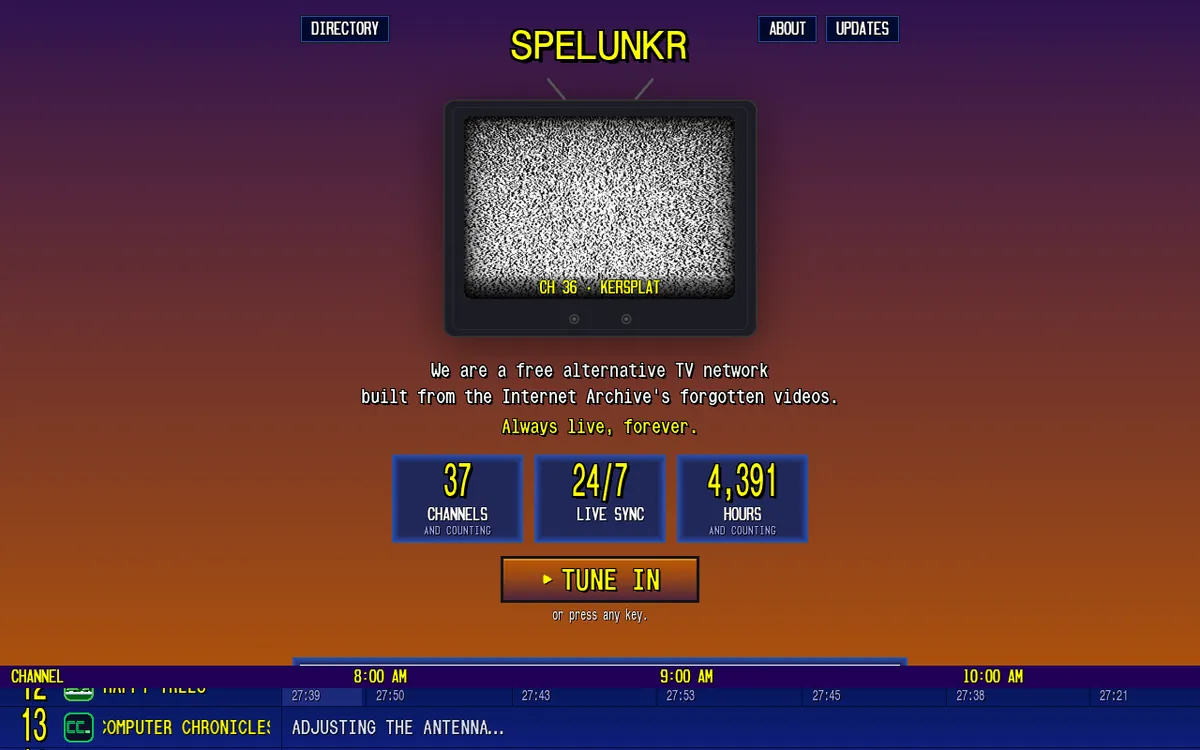 DIRECTORY
SPELUNKR
ABOUT
UPDATES
CH 36 · KERSPLAT
We are a free alternative TV network
built from the Internet Archive's forgotten videos.
Always live, forever.
37
CHANNELS
AND COUNTING
24/7
LIVE SYNC
4,391
HOURS
AND COUNTING
▶ TUNE IN
or press any key.
CHANNEL 8:00 AM 9:00 AM 10:00 AM
12 HAPPY TREES 27:39 27:50 27:43 27:53 27:45 27:38 27:21
13 CC. COMPUTER CHRONICLES ADJUSTING THE ANTENNA...